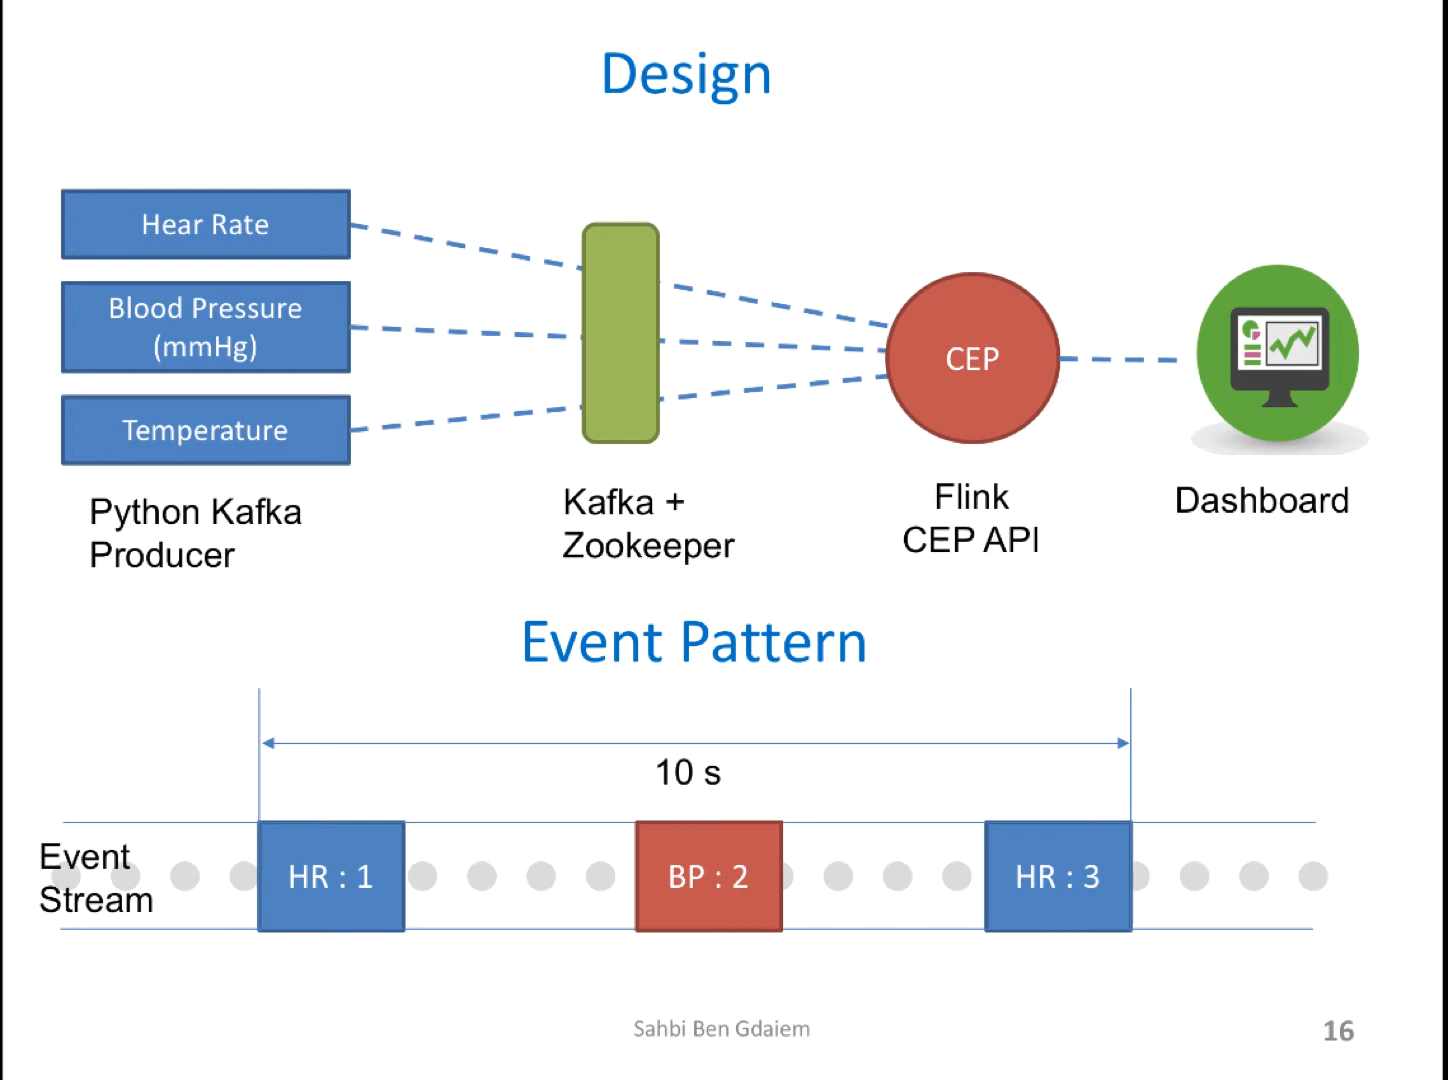 Design
Hear Rate
Blood Pressure
(mmHg)
Temperature
CEP
Python Kafka
Producer
Kafka +
Zookeeper
Flink
CEP API
Dashboard
Event Pattern
10 s
Event
Stream
HR : 1
BP : 2
HR : 3
Sahbi Ben Gdaiem
16